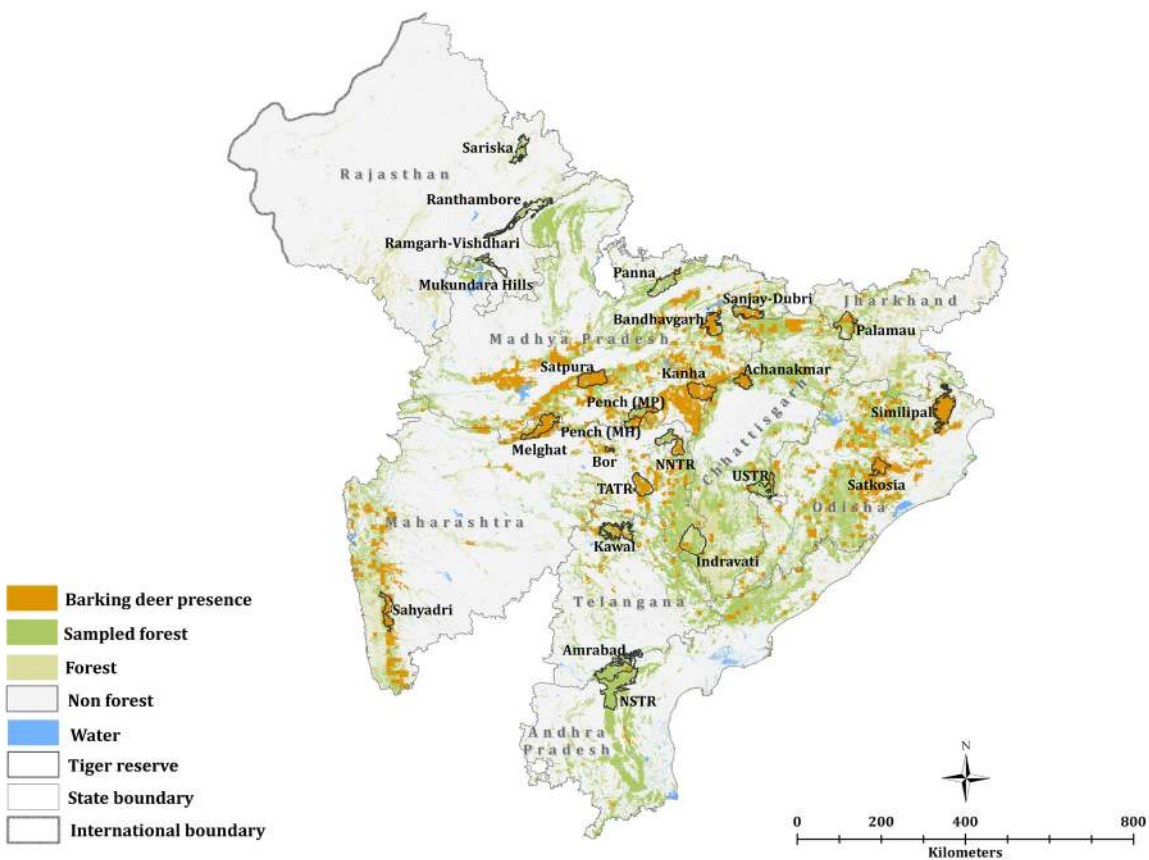 Sariska
Rajasthan
Ranthambore
Ramgarh-Vishdhari
Mukundara Hills
Panna
Sanjay-Dubri
Jharkhand
Bandhavgarh
Palamau
Madhya Pradesh
Satpura
Kanha
Achanakmar
Pench (MP)
Similipal
Chhattisgarh
Pench (MH)
Melghat
Bor
NNTR
USTR
Satkosia
TATR
Odisha
Maharashtra
Kawal
Indravati
Telangana
Sahyadri
Amrabad
NSTR
Andhra
Pradesh
Barking deer presence
Sampled forest
Forest
Non forest
Water
Tiger reserve
State boundary
International boundary
N
0 200 400 600 800
Kilometers